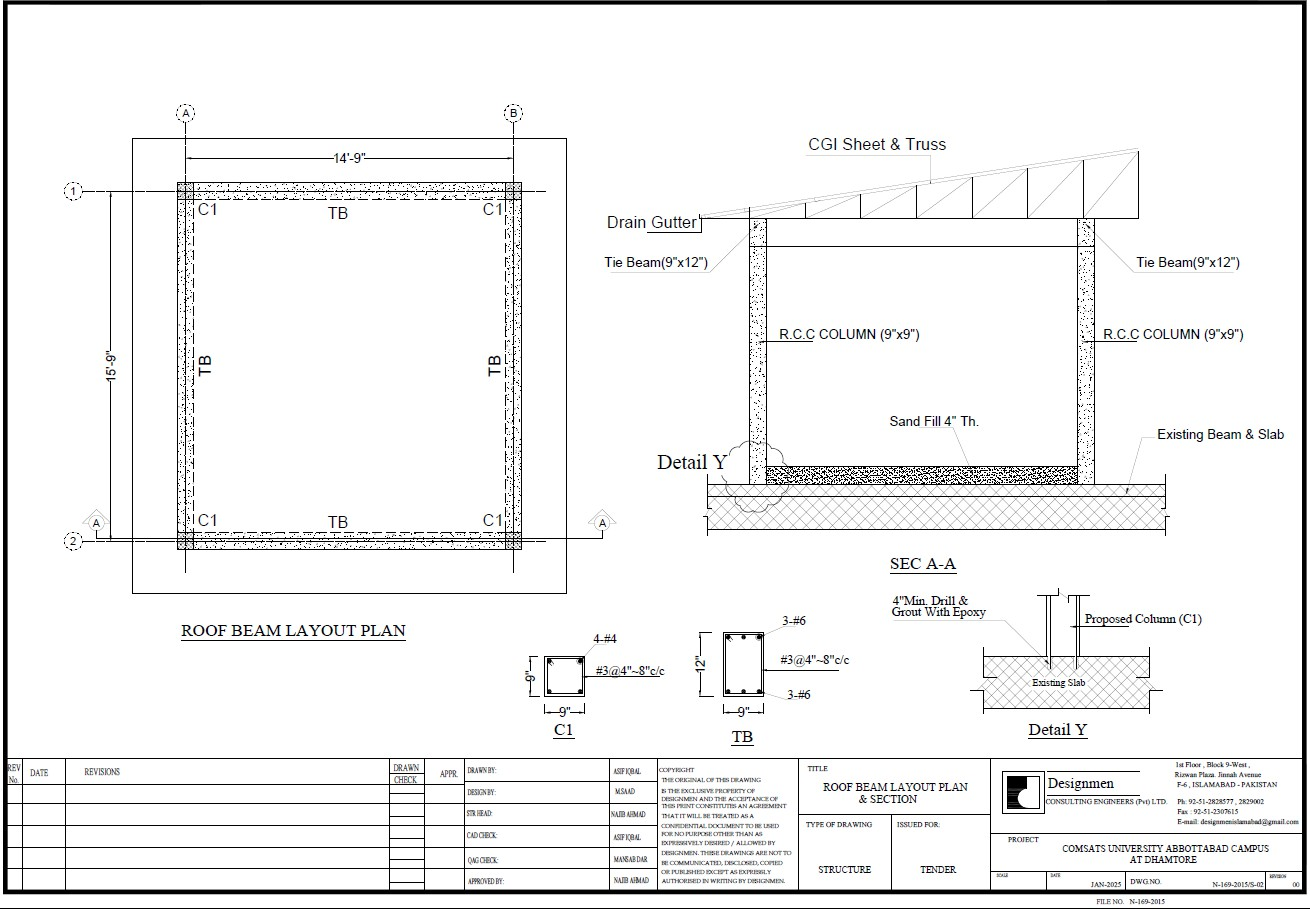 A
B
14'-9"
1
C1
TB
C1
15'-9"
TB
TB
C1
TB
C1
A
A
2
ROOF BEAM LAYOUT PLAN
CGI Sheet & Truss
Drain Gutter
Tie Beam(9"x12")
Tie Beam(9"x12")
R.C.C COLUMN (9"x9")
R.C.C COLUMN (9"x9")
Sand Fill 4" Th.
Existing Beam & Slab
Detail Y
SEC A-A
4-#4
#3@4"~8"c/c
9"
9"
C1
3-#6
#3@4"~8"c/c
3-#6
12"
9"
TB
4"Min. Drill &
Grout With Epoxy
Proposed Column (C1)
Existing Slab
Detail Y
REV
No.
DATE
REVISIONS
DRAWN
CHECK
APPR.
DRAWN BY: ASIF IQBAL
DESIGN BY: M.SAAD
STR HEAD: NAJIB AHMAD
CAD CHECK: ASIF IQBAL
QAG CHECK: MANSAB DAR
APPROVED BY: NAJIB AHMAD
COPYRIGHT
THE ORIGINAL OF THIS DRAWING
IS THE EXCLUSIVE PROPERTY OF
DESIGNMEN AND THE ACCEPTANCE OF
THIS PRINT CONSTITUTES AN AGREEMENT
THAT IT WILL BE TREATED AS A
CONFIDENTIAL DOCUMENT TO BE USED
FOR NO PURPOSE OTHER THAN AS
EXPRESSIVELY DESIRED / ALLOWED BY
DESIGNMEN. THESE DRAWINGS ARE NOT TO
BE COMMUNICATED, DISCLOSED, COPIED
OR PUBLISHED EXCEPT AS EXPRESSLY
AUTHORISED IN WRITING BY DESIGNMEN.
TITLE
ROOF BEAM LAYOUT PLAN
& SECTION
TYPE OF DRAWING
STRUCTURE
ISSUED FOR:
TENDER
Designmen
CONSULTING ENGINEERS (Pvt) LTD.
1st Floor , Block 9-West ,
Rizwan Plaza. Jinnah Avenue
F-6 , ISLAMABAD - PAKISTAN
Ph: 92-51-2828577 , 2829002
Fax : 92-51-2307615
E-mail: designmenislamabad@gmail.com
PROJECT
COMSATS UNIVERSITY ABBOTTABAD CAMPUS
AT DHAMTORE
SCALE
DATE
JAN-2025
DWG.NO.
N-169-2015/S-02
REVISION
00
FILE NO. N-169-2015